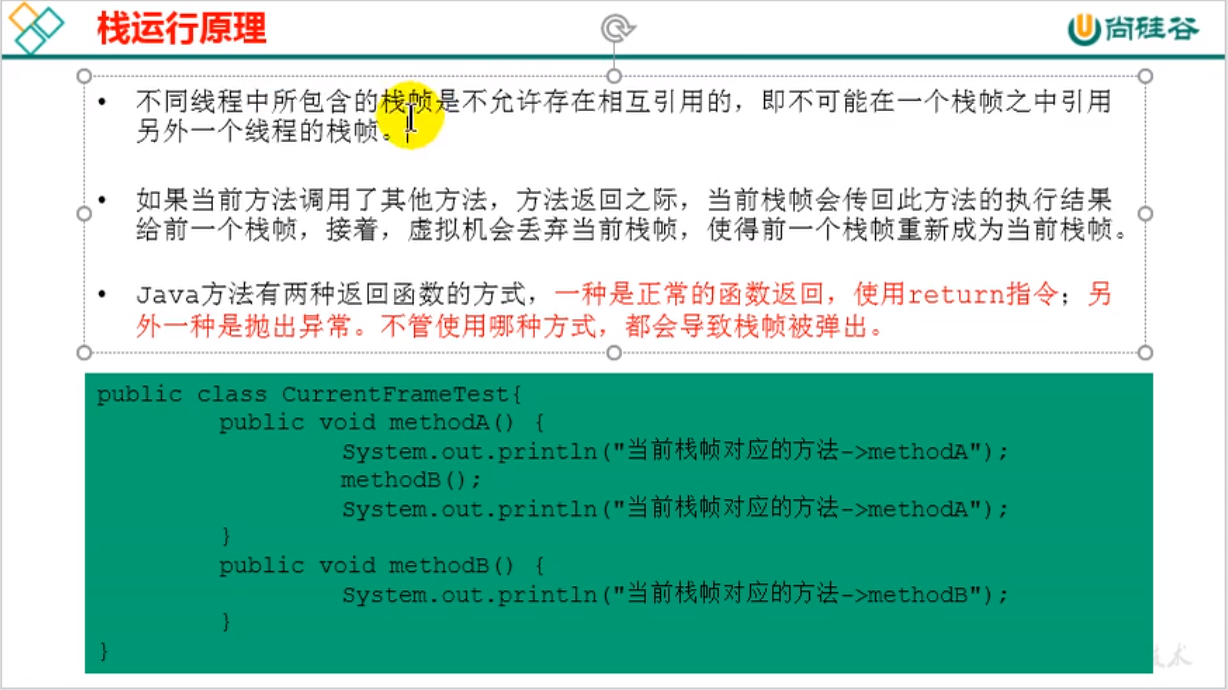 栈运行原理
尚硅谷
• 不同线程中所包含的栈帧是不允许存在相互引用的，即不可能在一个栈帧之中引用
另外一个线程的栈帧。
• 如果当前方法调用了其他方法，方法返回之际，当前栈帧会传回此方法的执行结果
给前一个栈帧，接着，虚拟机会丢弃当前栈帧，使得前一个栈帧重新成为当前栈帧。
• Java方法有两种返回函数的方式，一种是正常的函数返回，使用return指令；另
外一种是抛出异常。不管使用哪种方式，都会导致栈帧被弹出。
public class CurrentFrameTest{
public void methodA() {
System.out.println("当前栈帧对应的方法->methodA");
methodB();
System.out.println("当前栈帧对应的方法->methodA");
}
public void methodB() {
System.out.println("当前栈帧对应的方法->methodB");
}
}
术